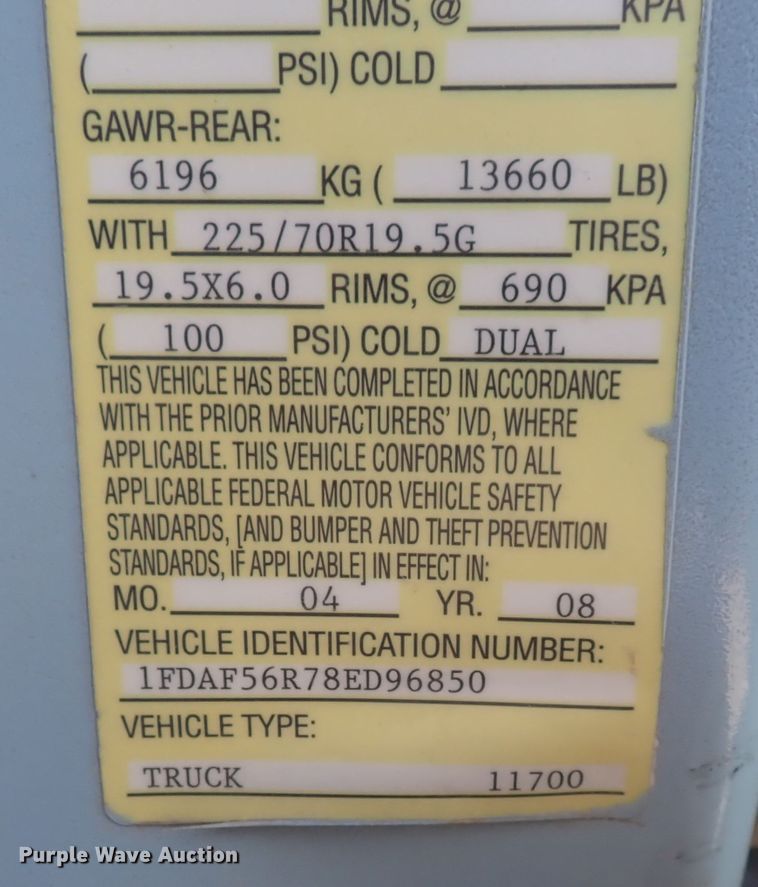 RIMS, @ KPA
( PSI) COLD
GAWR-REAR:
6196 KG ( 13660 LB)
WITH 225/70R19.5G TIRES,
19.5X6.0 RIMS, @ 690 KPA
( 100 PSI) COLD DUAL
THIS VEHICLE HAS BEEN COMPLETED IN ACCORDANCE
WITH THE PRIOR MANUFACTURERS' IVD, WHERE
APPLICABLE. THIS VEHICLE CONFORMS TO ALL
APPLICABLE FEDERAL MOTOR VEHICLE SAFETY
STANDARDS, [AND BUMPER AND THEFT PREVENTION
STANDARDS, IF APPLICABLE] IN EFFECT IN:
MO. 04 YR. 08
VEHICLE IDENTIFICATION NUMBER:
1FDAF56R78ED96850
VEHICLE TYPE:
TRUCK 11700
Purple Wave Auction